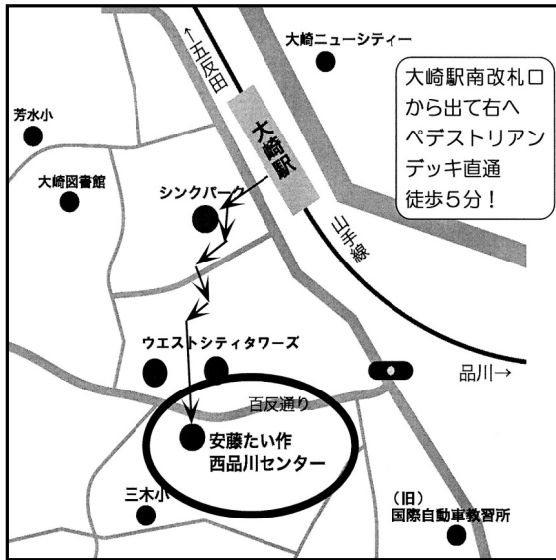 ←五反田
大崎ニューシティー
大崎駅南改札口
から出て右へ
ペデストリアン
デッキ直通
徒歩5分！
芳水小
大崎駅
大崎図書館
シンクパーク
山手線
ウエストシティタワーズ
品川→
百反通り
安藤たい作
西品川センター
三木小
（旧）
国際自動車教習所